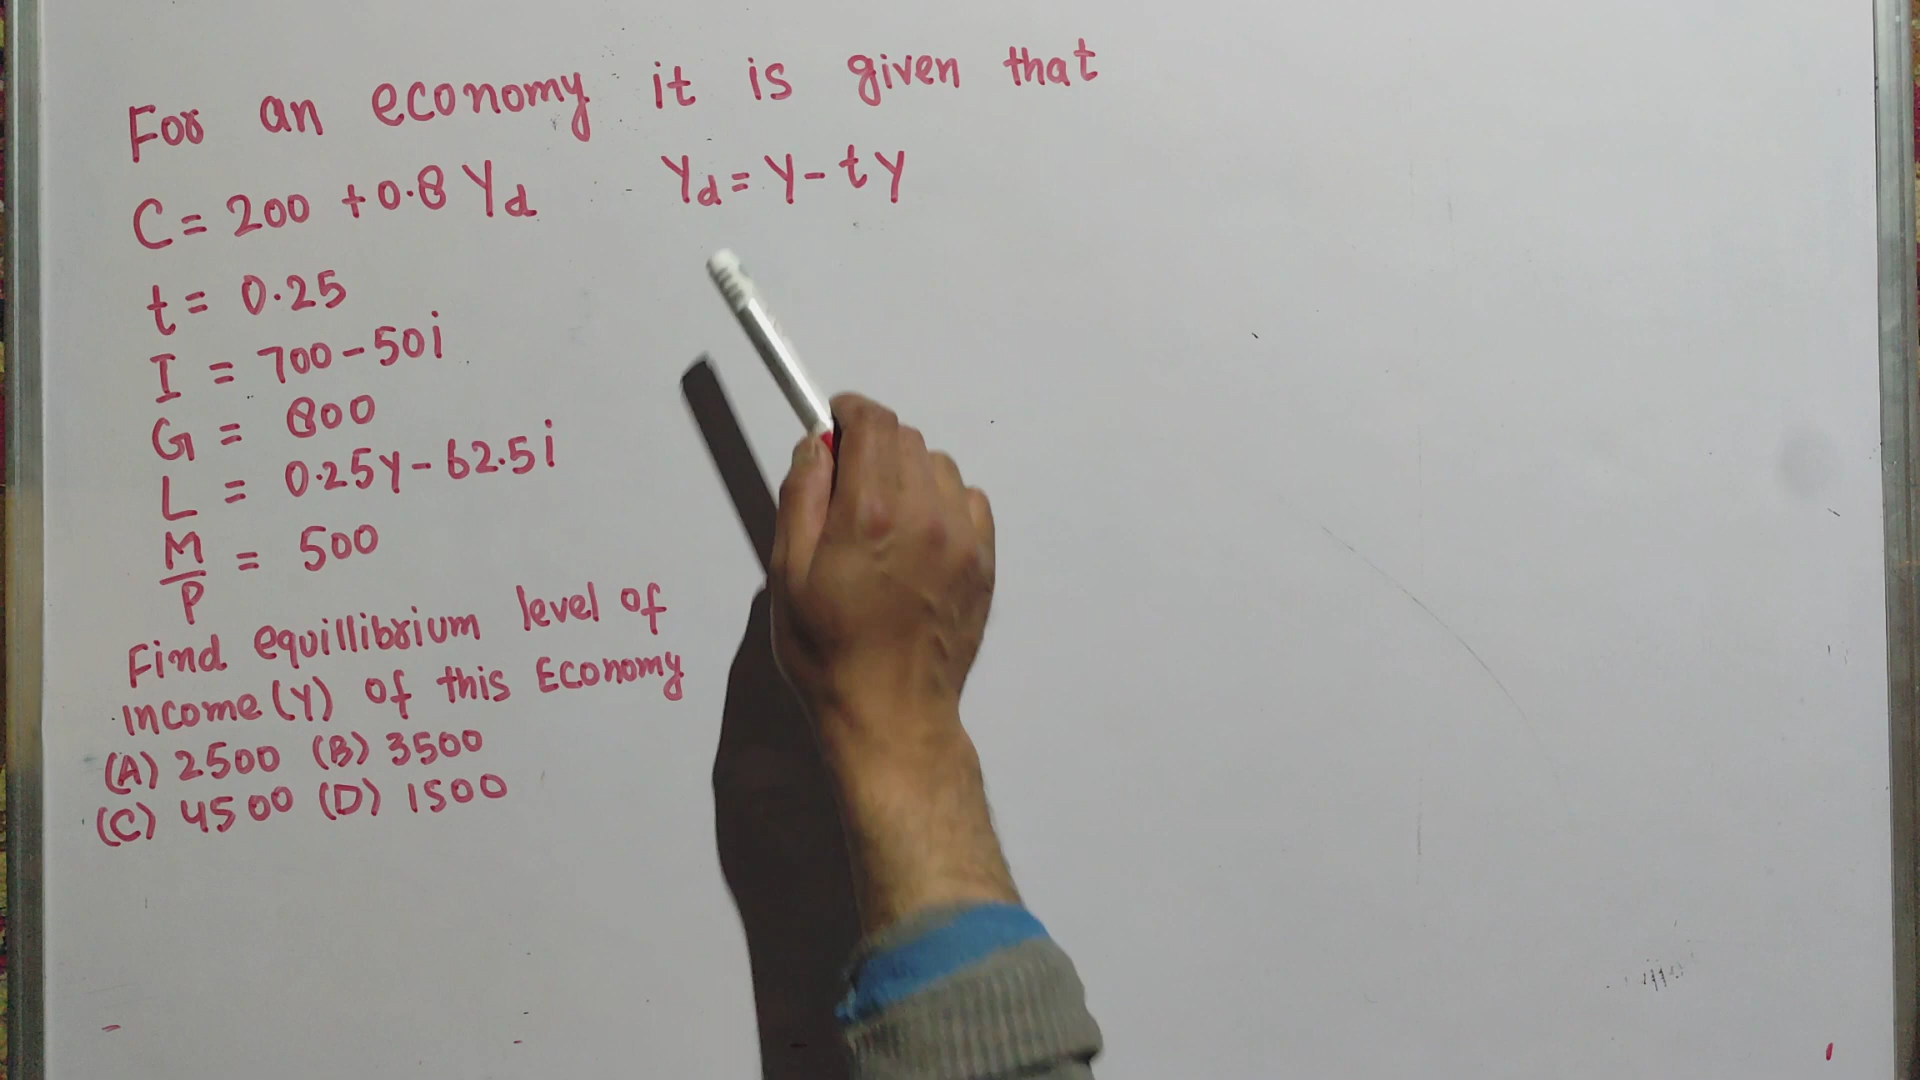 For an economy it is given that
C = 200 + 0.8 Yd Yd = Y - tY
t = 0.25
I = 700 - 50i
G = 800
L = 0.25Y - 62.5i
M/P = 500
Find equillibrium level of
income (Y) of this Economy
(A) 2500 (B) 3500
(C) 4500 (D) 1500